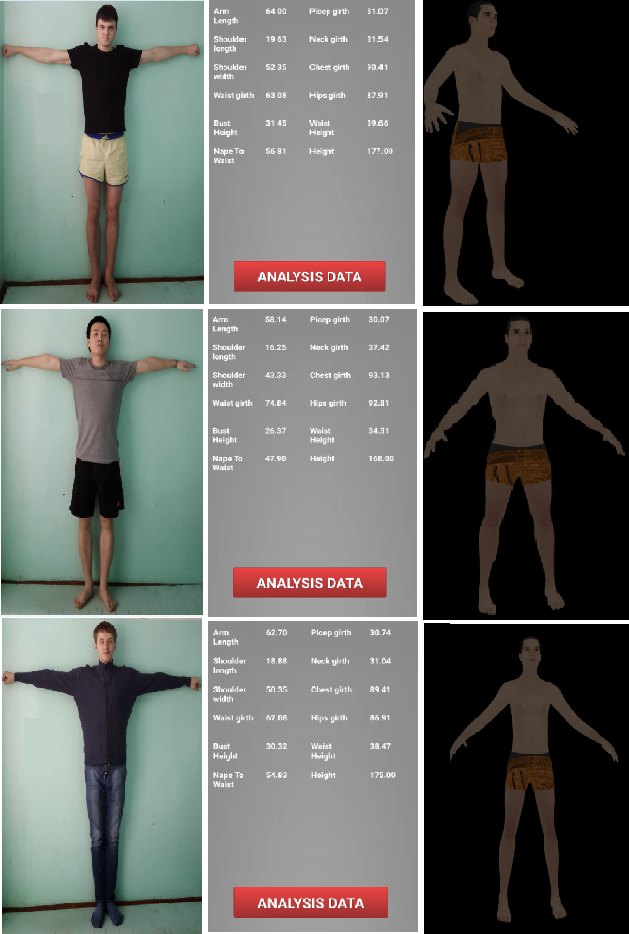 Arm 64.00 Picep girth 31.07
Length
Shoulder 19.63 Neck girth 31.54
length
Shoulder 52.35 Chest girth 90.41
width
Waist girth 63.08 Hips girth 87.91
Bust 31.45 Waist 39.66
Height Height
Nape To 56.81 Height 177.00
Waist
ANALYSIS DATA
Arm 58.14 Picep girth 30.07
Length
Shoulder 16.25 Neck girth 37.42
length
Shoulder 43.33 Chest girth 93.13
width
Waist girth 74.84 Hips girth 92.81
Bust 26.37 Waist 34.31
Height Height
Nape To 47.90 Height 168.00
Waist
ANALYSIS DATA
Arm 62.70 Picep girth 30.74
Length
Shoulder 18.88 Neck girth 31.04
length
Shoulder 50.35 Chest girth 89.41
width
Waist girth 62.08 Hips girth 86.91
Bust 30.32 Waist 38.47
Height Height
Nape To 54.83 Height 175.00
Waist
ANALYSIS DATA